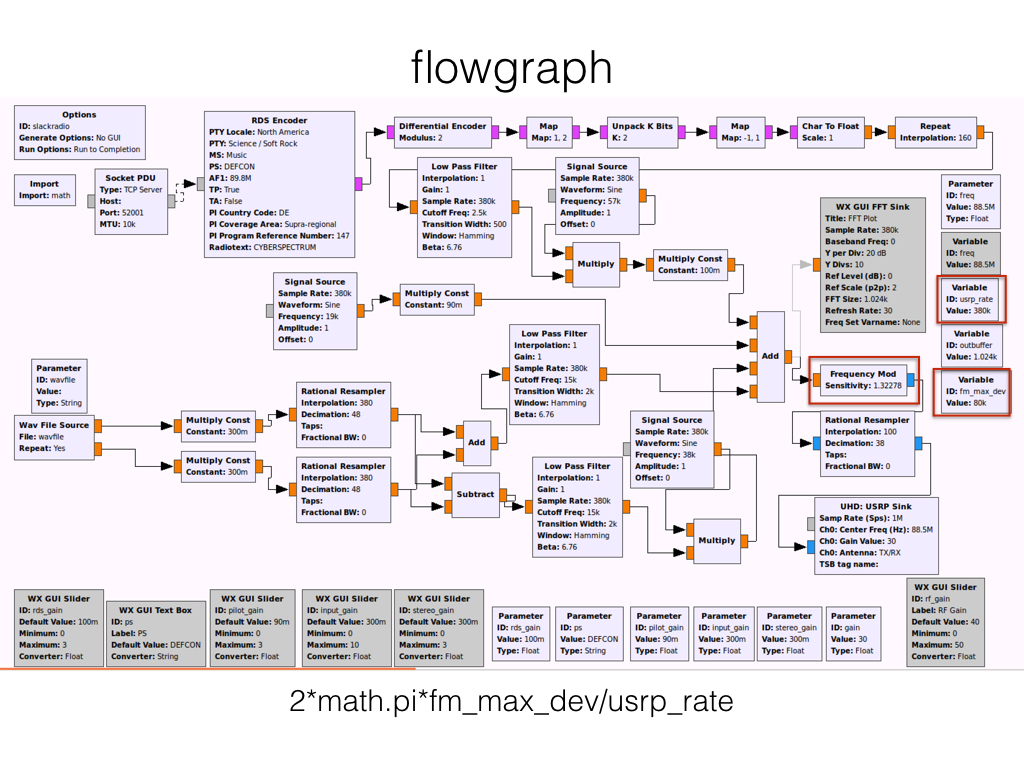 flowgraph
Options
ID: slackradio
Generate Options: No GUI
Run Options: Run to Completion
RDS Encoder
PTY Locale: North America
PTY: Science / Soft Rock
MS: Music
PS: DEFCON
AF1: 89.8M
TP: True
TA: False
PI Country Code: DE
PI Coverage Area: Supra-regional
PI Program Reference Number: 147
Radiotext: CYBERSPECTRUM
Differential Encoder
Modulus: 2
Map
Map: 1, 2
Unpack K Bits
K: 2
Map
Map: -1, 1
Char To Float
Scale: 1
Repeat
Interpolation: 160
Import
Import: math
Socket PDU
Type: TCP Server
Host:
Port: 52001
MTU: 10k
Low Pass Filter
Interpolation: 1
Gain: 1
Sample Rate: 380k
Cutoff Freq: 2.5k
Transition Width: 500
Window: Hamming
Beta: 6.76
Signal Source
Sample Rate: 380k
Waveform: Sine
Frequency: 57k
Amplitude: 1
Offset: 0
Multiply
Multiply Const
Constant: 100m
WX GUI FFT Sink
Title: FFT Plot
Sample Rate: 380k
Baseband Freq: 0
Y per Div: 20 dB
Y Divs: 10
Ref Level (dB): 0
Ref Scale (p2p): 2
FFT Size: 1.024k
Refresh Rate: 30
Freq Set Varname: None
Parameter
ID: freq
Value: 88.5M
Type: Float
Variable
ID: freq
Value: 88.5M
Variable
ID: usrp_rate
Value: 380k
Variable
ID: outbuffer
Value: 1.024k
Variable
ID: fm_max_dev
Value: 80k
Signal Source
Sample Rate: 380k
Waveform: Sine
Frequency: 19k
Amplitude: 1
Offset: 0
Multiply Const
Constant: 90m
Low Pass Filter
Interpolation: 1
Gain: 1
Sample Rate: 380k
Cutoff Freq: 15k
Transition Width: 2k
Window: Hamming
Beta: 6.76
Add
Frequency Mod
Sensitivity: 1.32278
Parameter
ID: wavfile
Value:
Type: String
Wav File Source
File: wavfile
Repeat: Yes
Multiply Const
Constant: 300m
Multiply Const
Constant: 300m
Rational Resampler
Interpolation: 380
Decimation: 48
Taps:
Fractional BW: 0
Rational Resampler
Interpolation: 380
Decimation: 48
Taps:
Fractional BW: 0
Add
Subtract
Low Pass Filter
Interpolation: 1
Gain: 1
Sample Rate: 380k
Cutoff Freq: 15k
Transition Width: 2k
Window: Hamming
Beta: 6.76
Signal Source
Sample Rate: 380k
Waveform: Sine
Frequency: 38k
Amplitude: 1
Offset: 0
Multiply
Rational Resampler
Interpolation: 100
Decimation: 38
Taps:
Fractional BW: 0
UHD: USRP Sink
Samp Rate (Sps): 1M
Ch0: Center Freq (Hz): 88.5M
Ch0: Gain Value: 30
Ch0: Antenna: TX/RX
TSB tag name:
WX GUI Slider
ID: rds_gain
Default Value: 100m
Minimum: 0
Maximum: 3
Converter: Float
WX GUI Text Box
ID: ps
Label: PS
Default Value: DEFCON
Converter: String
WX GUI Slider
ID: pilot_gain
Default Value: 90m
Minimum: 0
Maximum: 3
Converter: Float
WX GUI Slider
ID: input_gain
Default Value: 300m
Minimum: 0
Maximum: 10
Converter: Float
WX GUI Slider
ID: stereo_gain
Default Value: 300m
Minimum: 0
Maximum: 3
Converter: Float
Parameter
ID: rds_gain
Value: 100m
Type: Float
Parameter
ID: ps
Value: DEFCON
Type: String
Parameter
ID: pilot_gain
Value: 90m
Type: Float
Parameter
ID: input_gain
Value: 300m
Type: Float
Parameter
ID: stereo_gain
Value: 300m
Type: Float
Parameter
ID: gain
Value: 30
Type: Float
WX GUI Slider
ID: rf_gain
Label: RF Gain
Default Value: 40
Minimum: 0
Maximum: 50
Converter: Float
2*math.pi*fm_max_dev/usrp_rate